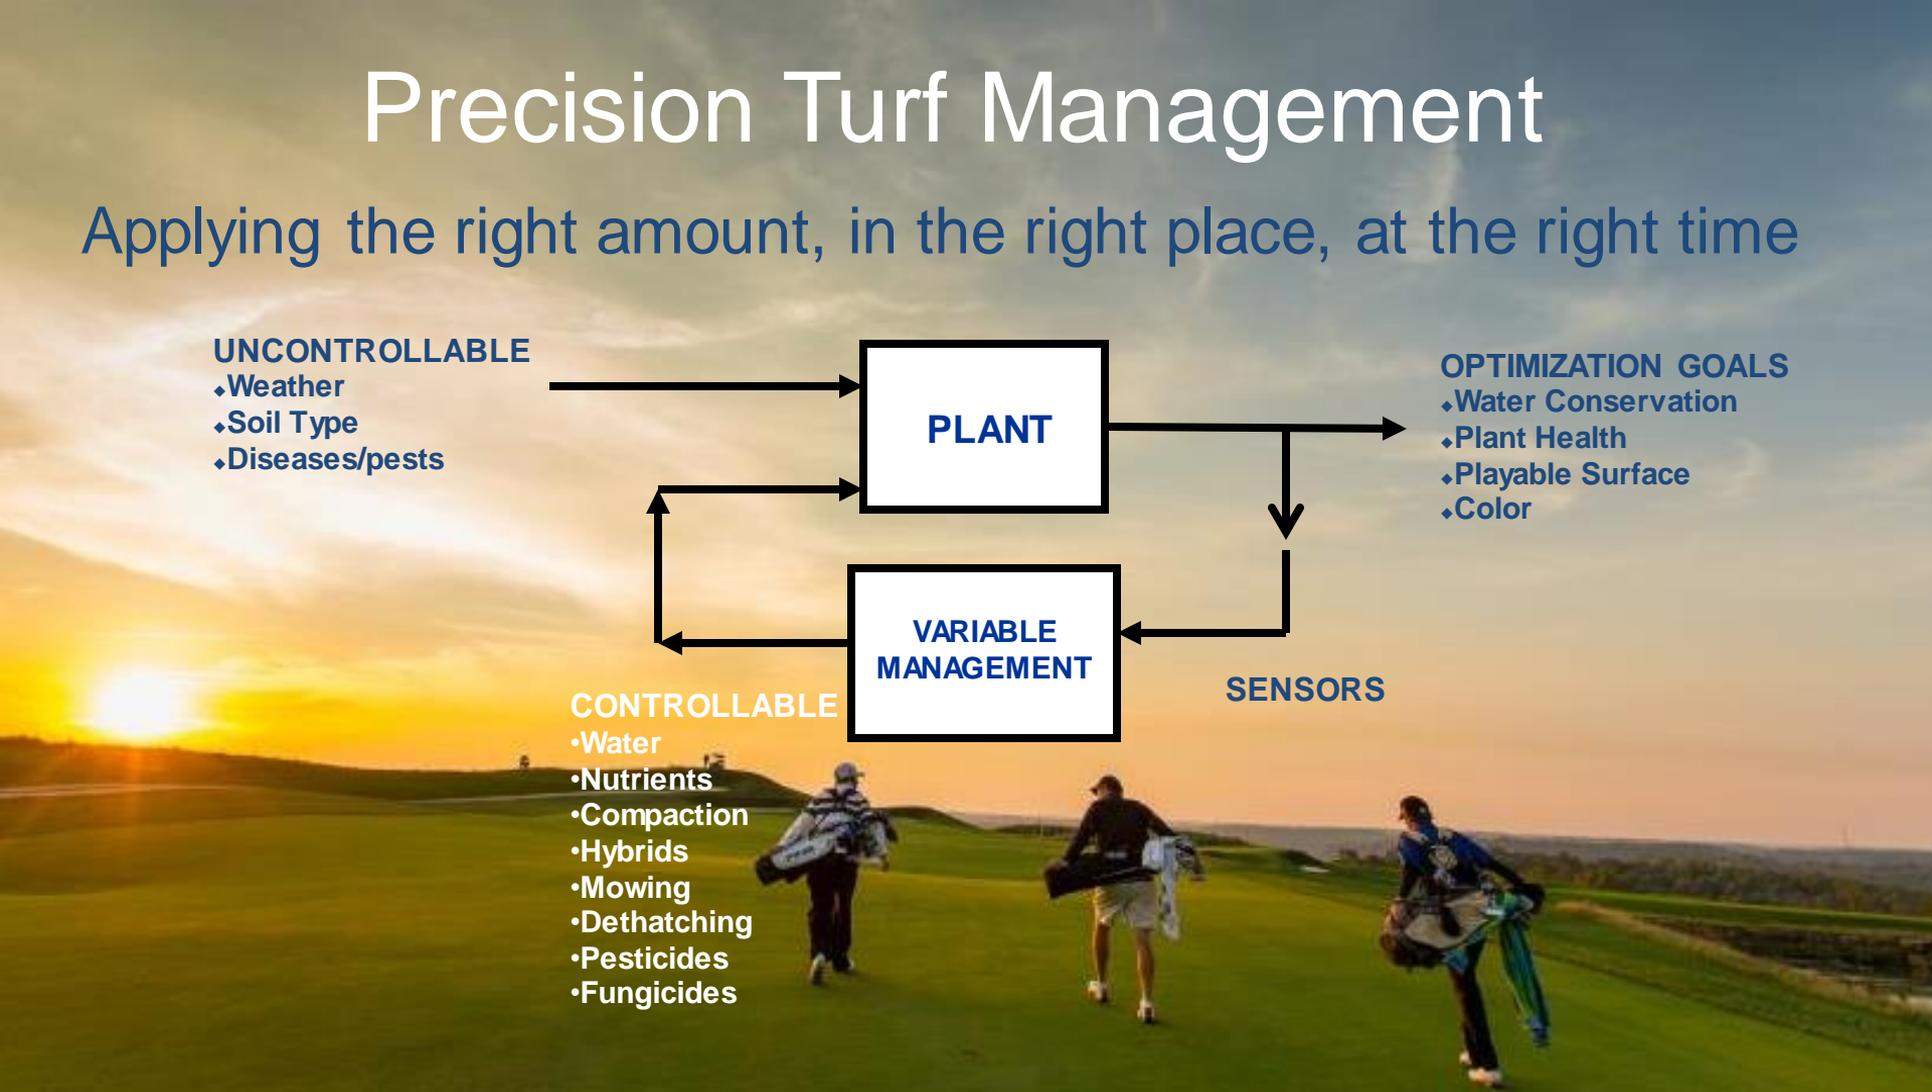 Precision Turf Management
Applying the right amount, in the right place, at the right time
UNCONTROLLABLE
◆Weather
◆Soil Type
◆Diseases/pests
PLANT
OPTIMIZATION GOALS
◆Water Conservation
◆Plant Health
◆Playable Surface
◆Color
VARIABLE
MANAGEMENT
SENSORS
CONTROLLABLE
•Water
•Nutrients
•Compaction
•Hybrids
•Mowing
•Dethatching
•Pesticides
•Fungicides